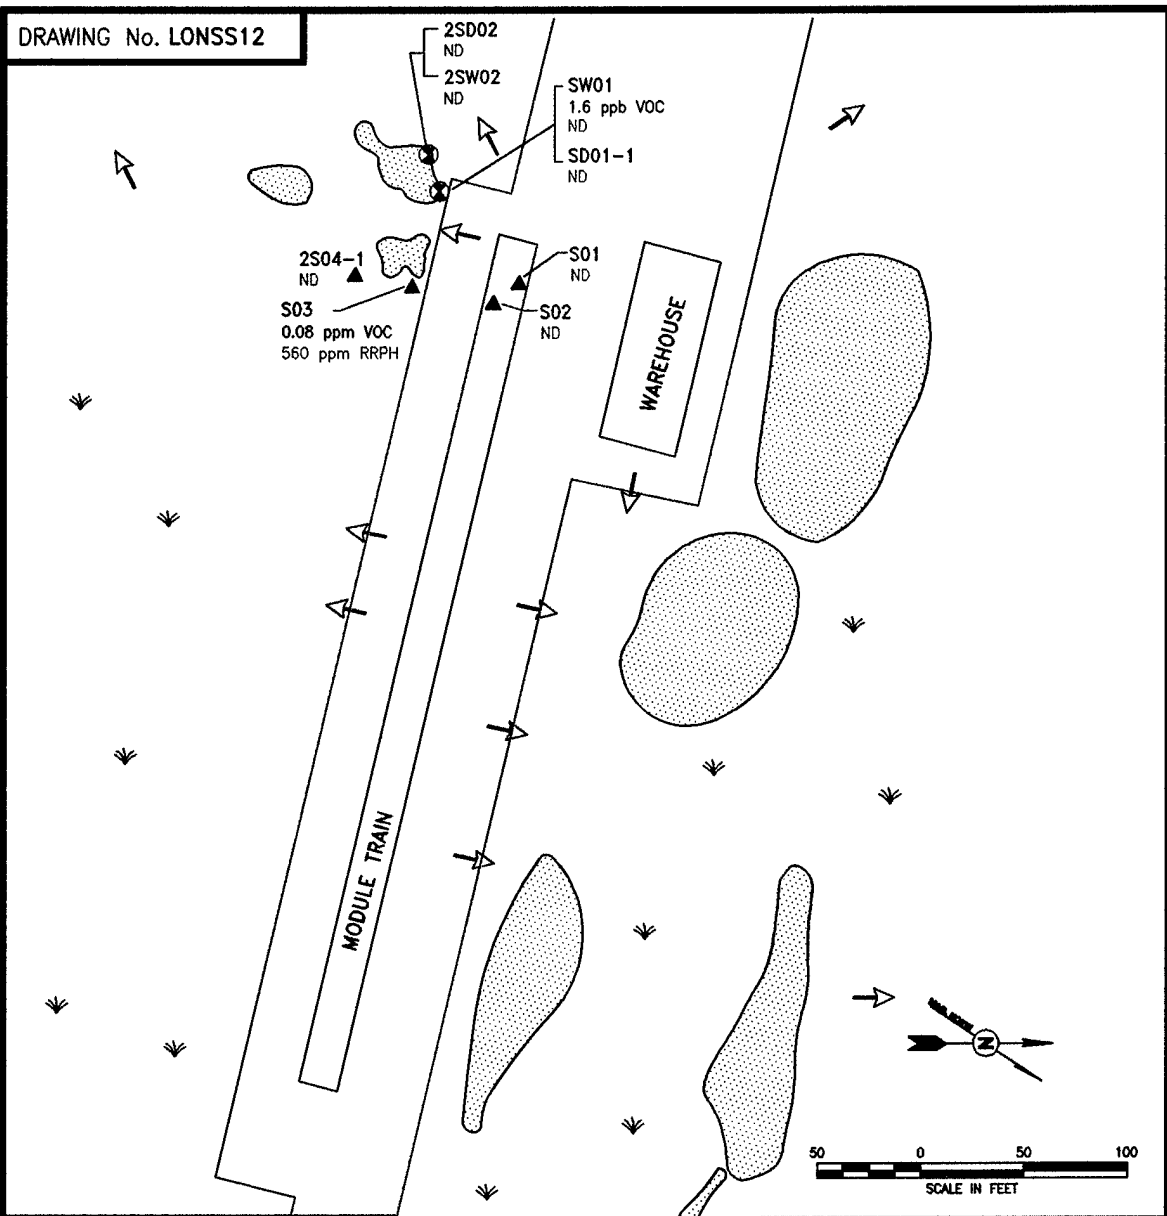 DRAWING No. LONSS12
2SD02
ND
2SW02
ND
SW01
1.6 ppb VOC
ND
SD01-1
ND
2S04-1
ND
S03
0.08 ppm VOC
560 ppm RRPH
S01
ND
S02
ND
WAREHOUSE
MODULE TRAIN
N
50 0 50 100
SCALE IN FEET